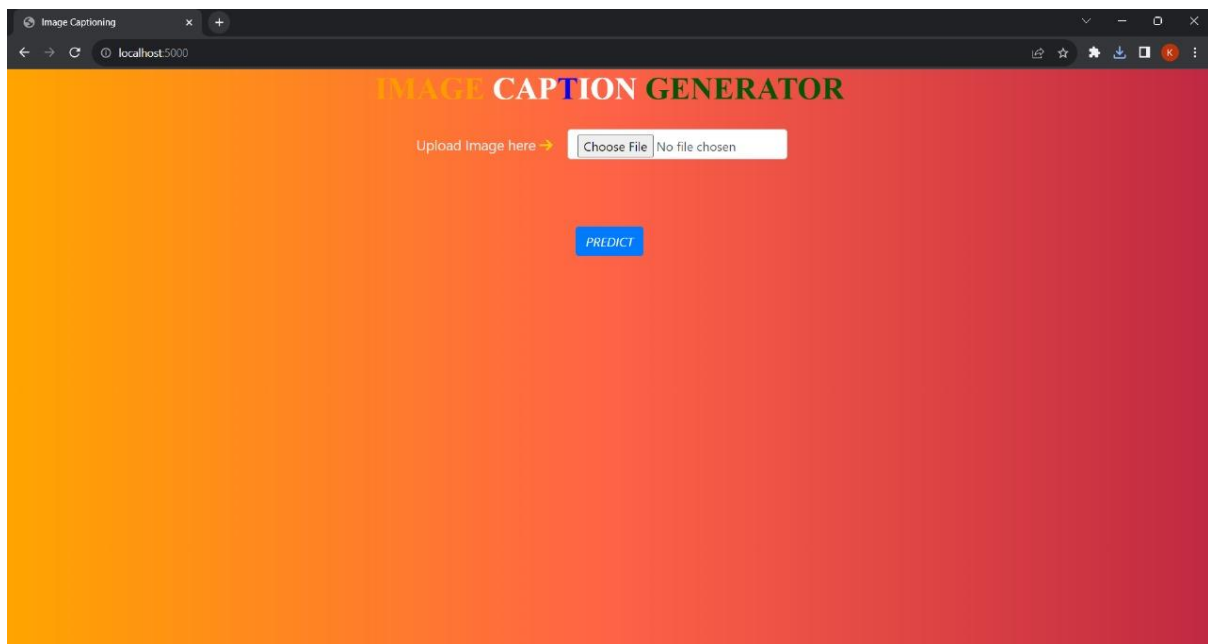 Image Captioning
localhost:5000
IMAGE CAPTION GENERATOR
Upload Image here → Choose File No file chosen
PREDICT
K